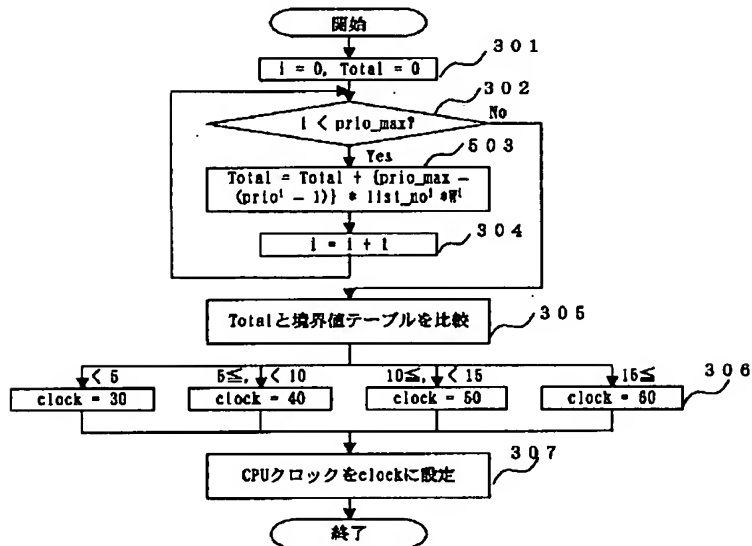 開始
301
i = 0, Total = 0
302
i < prio_max?
No
Yes
503
Total = Total + {prio_max −
(prioⁱ − 1)} * list_noⁱ *Wⁱ
i = i + 1
304
Totalと境界値テーブルを比較
305
< 5
5≦, < 10
10≦, < 15
15≦
306
clock = 30
clock = 40
clock = 50
clock = 60
307
CPUクロックをclockに設定
終了